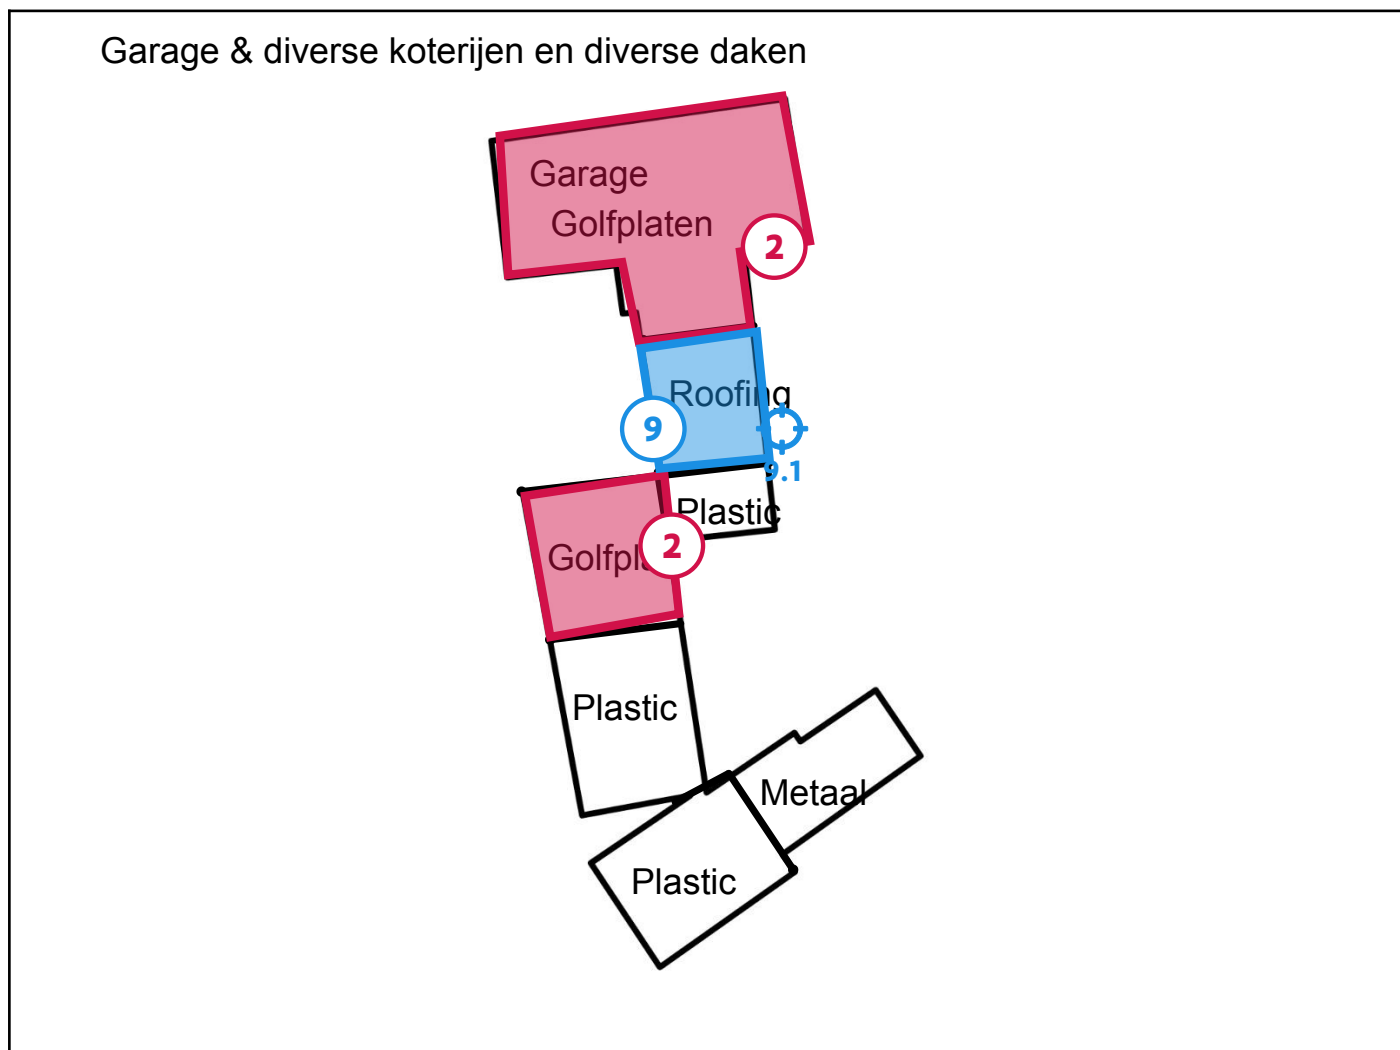 Garage & diverse koterijen en diverse daken
Garage
Golfplaten
2
Roofing
9
9.1
Plastic
2
Plastic
Metaal
Plastic